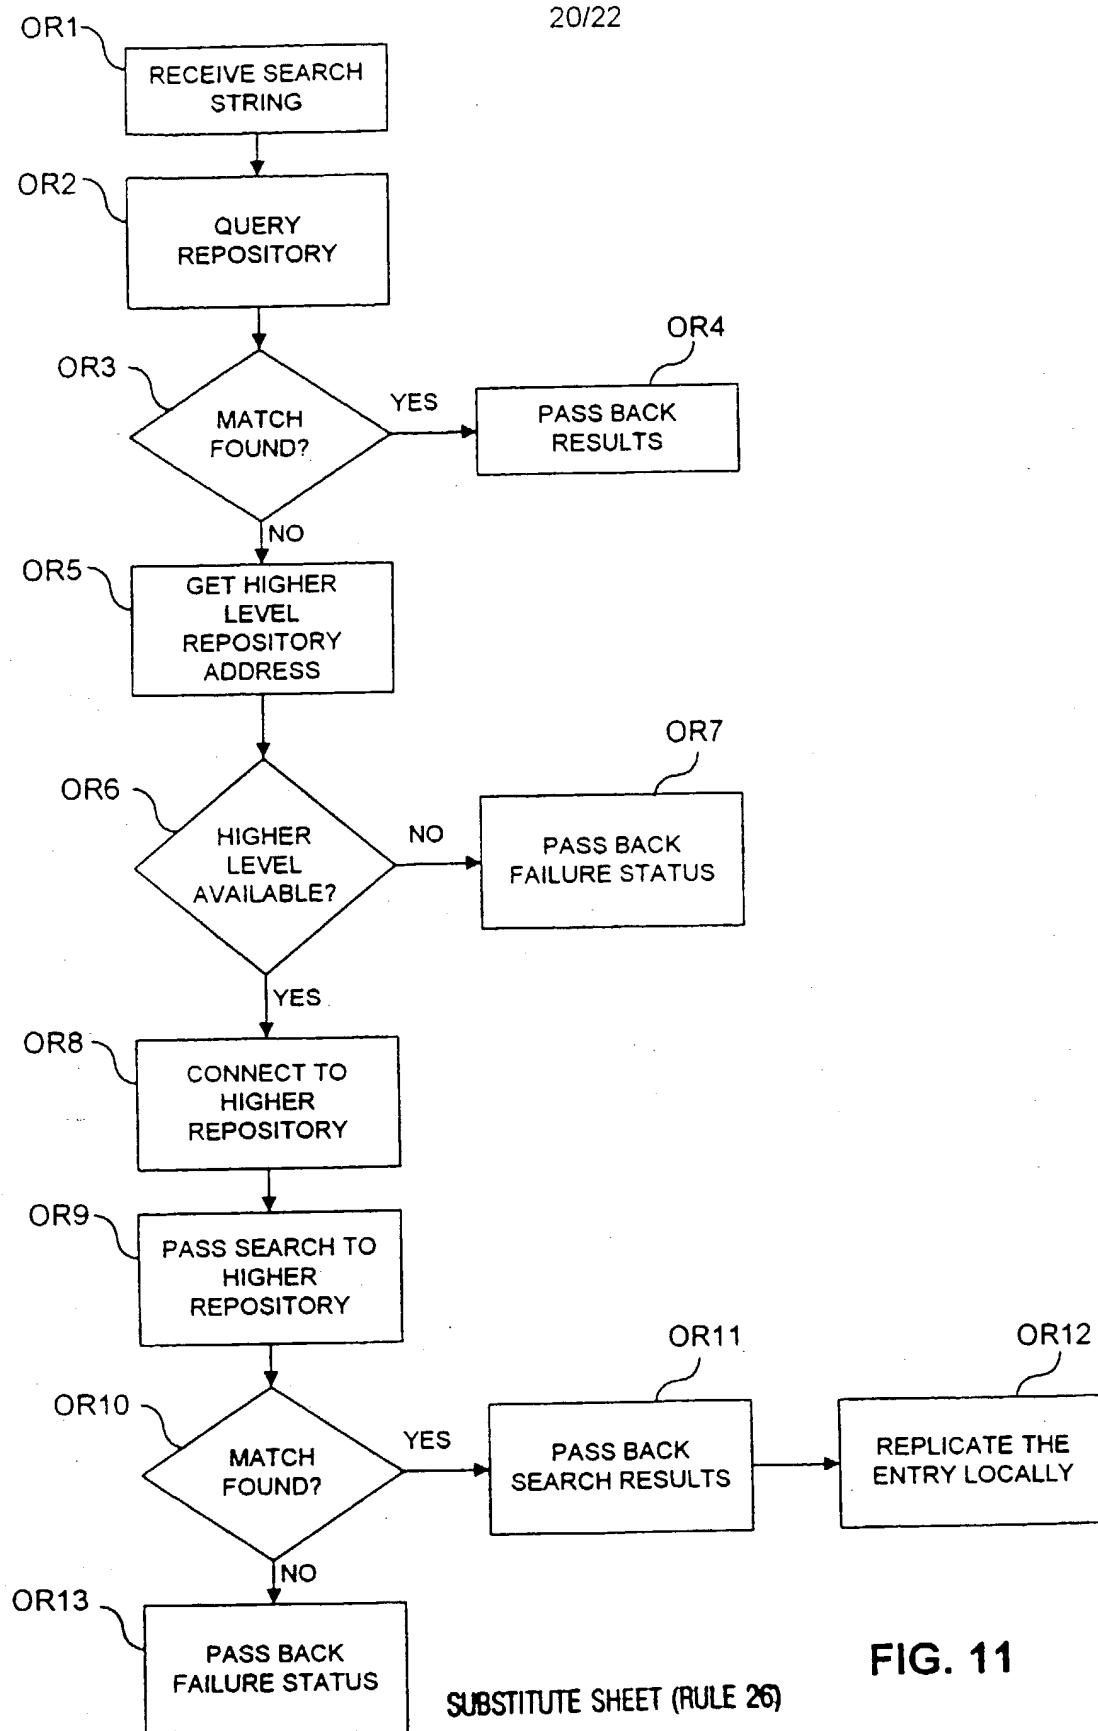 20/22
OR1
RECEIVE SEARCH
STRING
OR2
QUERY
REPOSITORY
OR3
MATCH
FOUND?
YES
OR4
PASS BACK
RESULTS
NO
OR5
GET HIGHER
LEVEL
REPOSITORY
ADDRESS
OR6
HIGHER
LEVEL
AVAILABLE?
NO
OR7
PASS BACK
FAILURE STATUS
YES
OR8
CONNECT TO
HIGHER
REPOSITORY
OR9
PASS SEARCH TO
HIGHER
REPOSITORY
OR10
MATCH
FOUND?
YES
OR11
PASS BACK
SEARCH RESULTS
OR12
REPLICATE THE
ENTRY LOCALLY
NO
OR13
PASS BACK
FAILURE STATUS
FIG. 11
SUBSTITUTE SHEET (RULE 26)